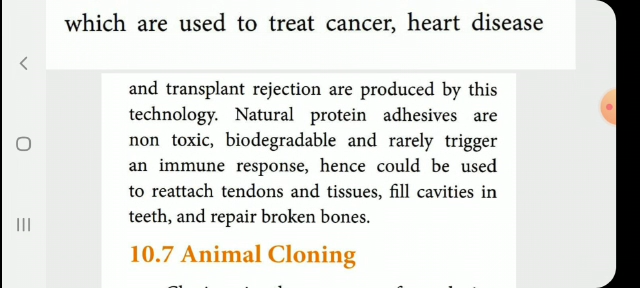 which are used to treat cancer, heart disease
and transplant rejection are produced by this
technology. Natural protein adhesives are
non toxic, biodegradable and rarely trigger
an immune response, hence could be used
to reattach tendons and tissues, fill cavities in
teeth, and repair broken bones.
10.7 Animal Cloning